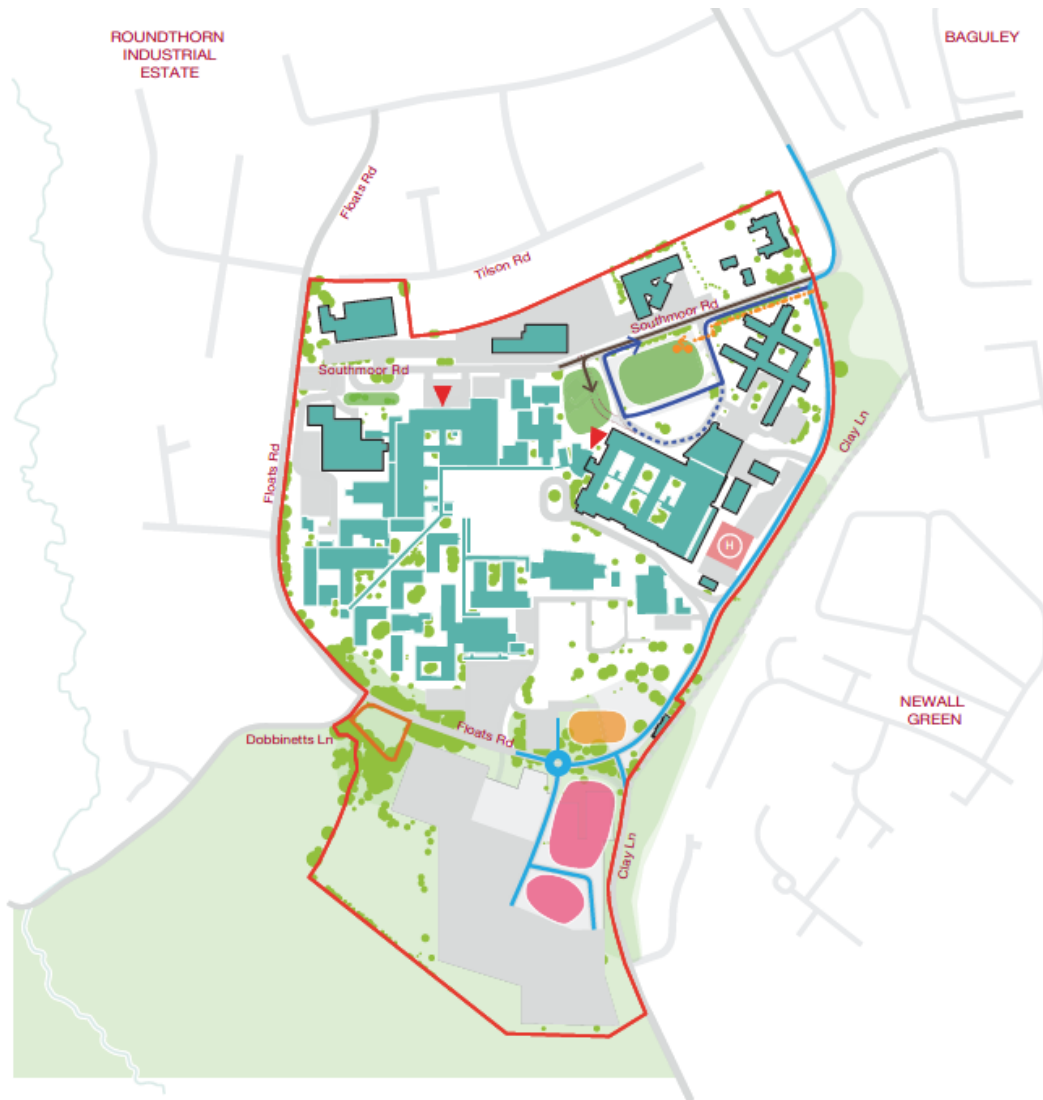 ROUNDTHORN
INDUSTRIAL
ESTATE
BAGULEY
Floats Rd
Tilson Rd
Southmoor Rd
Southmoor Rd
Clay Ln
Floats Rd
H
NEWALL
GREEN
Floats Rd
Dobbinetts Ln
Clay Ln